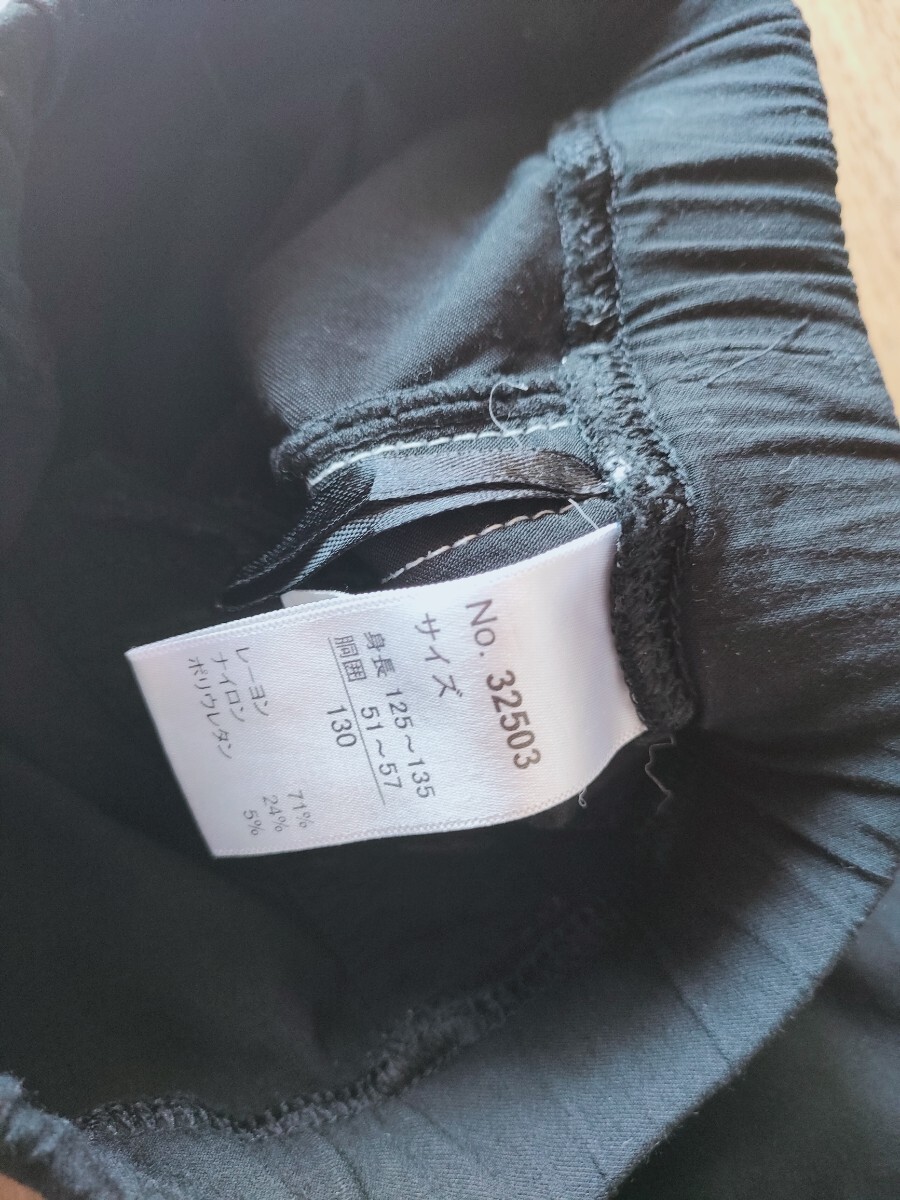 No. 32503
サイズ
身長 125～135
胴囲 51～57
130
レーヨン 71%
ナイロン 24%
ポリウレタン 5%